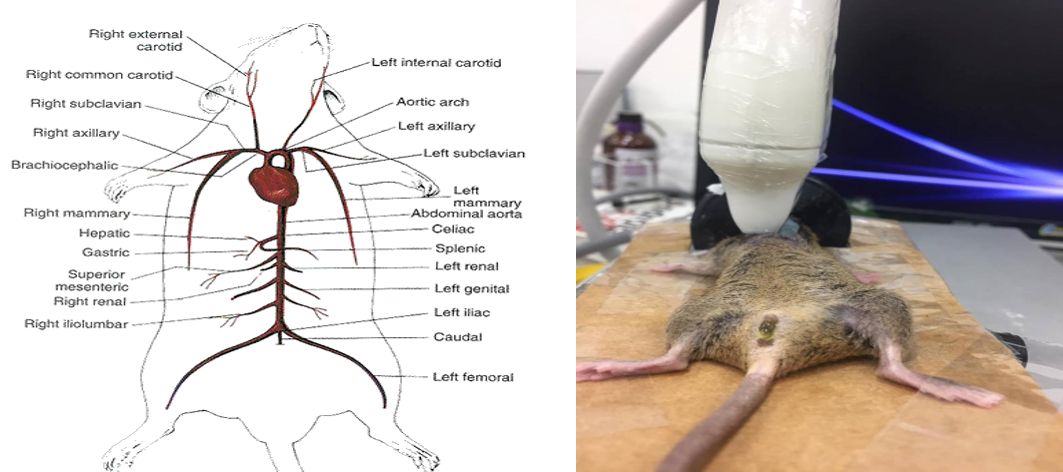 Right external
carotid
Right common carotid
Right subclavian
Right axillary
Brachiocephalic
Right mammary
Hepatic
Gastric
Superior
mesenteric
Right renal
Right iliolumbar
Left internal carotid
Aortic arch
Left axillary
Left subclavian
Left
mammary
Abdominal aorta
Celiac
Splenic
Left renal
Left genital
Left iliac
Caudal
Left femoral